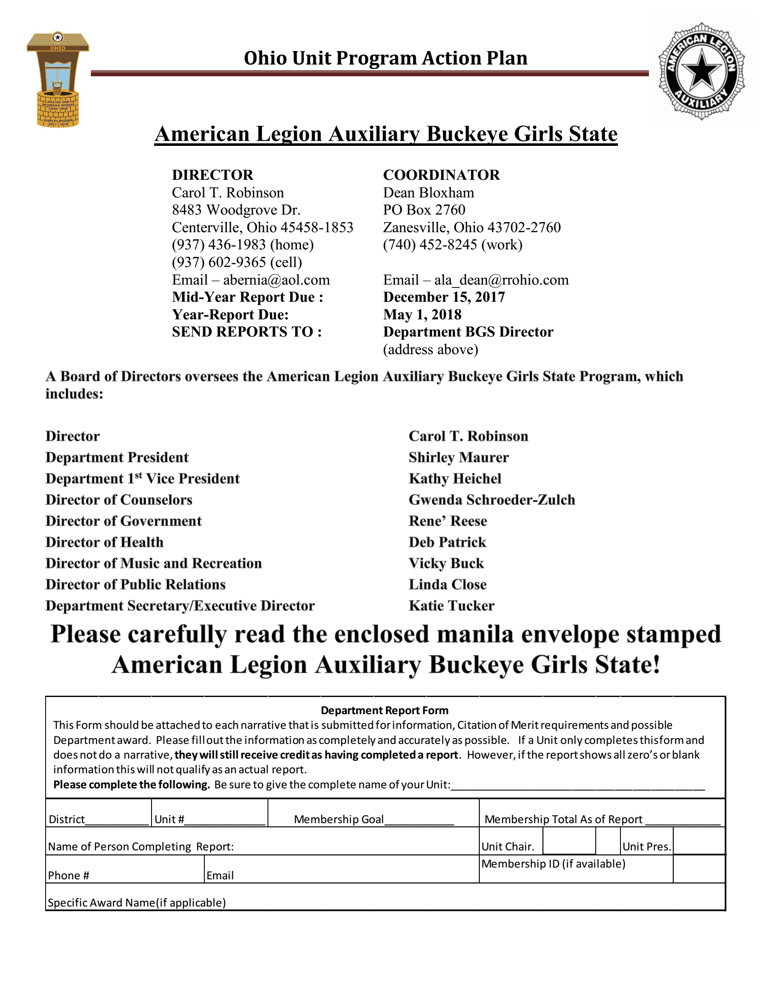 OHIO
MAKING OUR
VETERAN'S WISHES
COME TRUE
SHIRLEY MAURER
2017 - 2018
Ohio Unit Program Action Plan
AMERICAN LEGION
AUXILIARY
American Legion Auxiliary Buckeye Girls State
DIRECTOR COORDINATOR
Carol T. Robinson Dean Bloxham
8483 Woodgrove Dr. PO Box 2760
Centerville, Ohio 45458-1853 Zanesville, Ohio 43702-2760
(937) 436-1983 (home) (740) 452-8245 (work)
(937) 602-9365 (cell)
Email – abernia@aol.com Email – ala_dean@rrohio.com
Mid-Year Report Due : December 15, 2017
Year-Report Due: May 1, 2018
SEND REPORTS TO : Department BGS Director
(address above)
A Board of Directors oversees the American Legion Auxiliary Buckeye Girls State Program, which
includes:
Director Carol T. Robinson
Department President Shirley Maurer
Department 1st Vice President Kathy Heichel
Director of Counselors Gwenda Schroeder-Zulch
Director of Government Rene’ Reese
Director of Health Deb Patrick
Director of Music and Recreation Vicky Buck
Director of Public Relations Linda Close
Department Secretary/Executive Director Katie Tucker
Please carefully read the enclosed manila envelope stamped
American Legion Auxiliary Buckeye Girls State!
Department Report Form
This Form should be attached to each narrative that is submitted for information, Citation of Merit requirements and possible
Department award. Please fill out the information as completely and accurately as possible. If a Unit only completes this form and
does not do a narrative, they will still receive credit as having completed a report. However, if the report shows all zero’s or blank
information this will not qualify as an actual report.
Please complete the following. Be sure to give the complete name of your Unit:____________________
District___________ Unit #______________ Membership Goal____________ Membership Total As of Report _____________
Name of Person Completing Report: Unit Chair. Unit Pres.
Phone # Email Membership ID (if available)
Specific Award Name(if applicable)